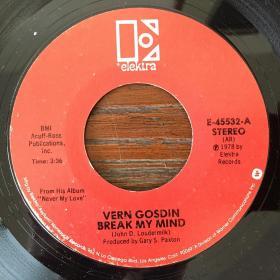 elektra
BMI
Acuff-Rose
Publications,
Inc.
Time: 3:36
E-45532-A
STEREO
(AR)
℗ 1978 by
Elektra
Records
From His Album
"Never My Love"
VERN GOSDIN
BREAK MY MIND
(John D. Loudermilk)
Produced by Gary S. Paxton